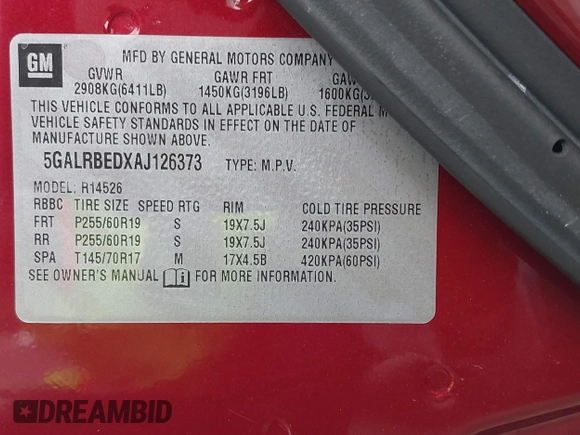 GM
MFD BY GENERAL MOTORS COMPANY
GVWR GAWR FRT
2908KG(6411LB) 1450KG(3196LB) 1600KG(3
THIS VEHICLE CONFORMS TO ALL APPLICABLE U.S. FEDERAL M
VEHICLE SAFETY STANDARDS IN EFFECT ON THE DATE OF
MANUFACTURE SHOWN ABOVE.
5GALRBEDXAJ126373 TYPE: M.P.V.
MODEL: R14526
RBBC TIRE SIZE SPEED RTG RIM COLD TIRE PRESSURE
FRT P255/60R19 S 19X7.5J 240KPA(35PSI)
RR P255/60R19 S 19X7.5J 240KPA(35PSI)
SPA T145/70R17 M 17X4.5B 420KPA(60PSI)
SEE OWNER'S MANUAL FOR MORE INFORMATION.
DREAMBID